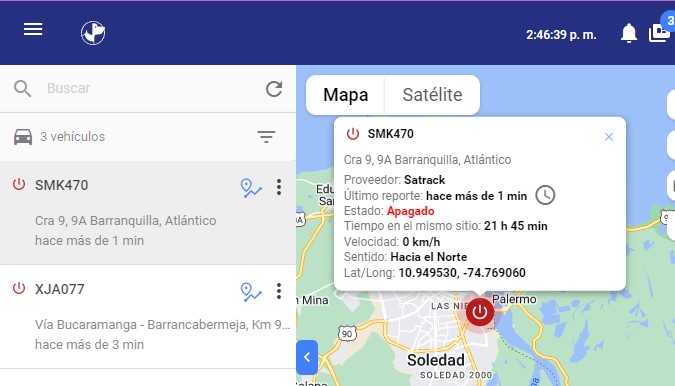 2:46:39 p. m.
3
Buscar
3 vehículos
SMK470
Cra 9, 9A Barranquilla, Atlántico
hace más de 1 min
XJA077
Vía Bucaramanga - Barrancabermeja, Km 9...
hace más de 3 min
Mapa
Satélite
SMK470
×
Cra 9, 9A Barranquilla, Atlántico
Proveedor: Satrack
Último reporte: hace más de 1 min
Estado: Apagado
Tiempo en el mismo sitio: 21 h 45 min
Velocidad: 0 km/h
Sentido: Hacia el Norte
Lat/Long: 10.949530, -74.769060
90
Mina
LAS NIE
Palermo
90
Soledad
SOLEDAD 2000